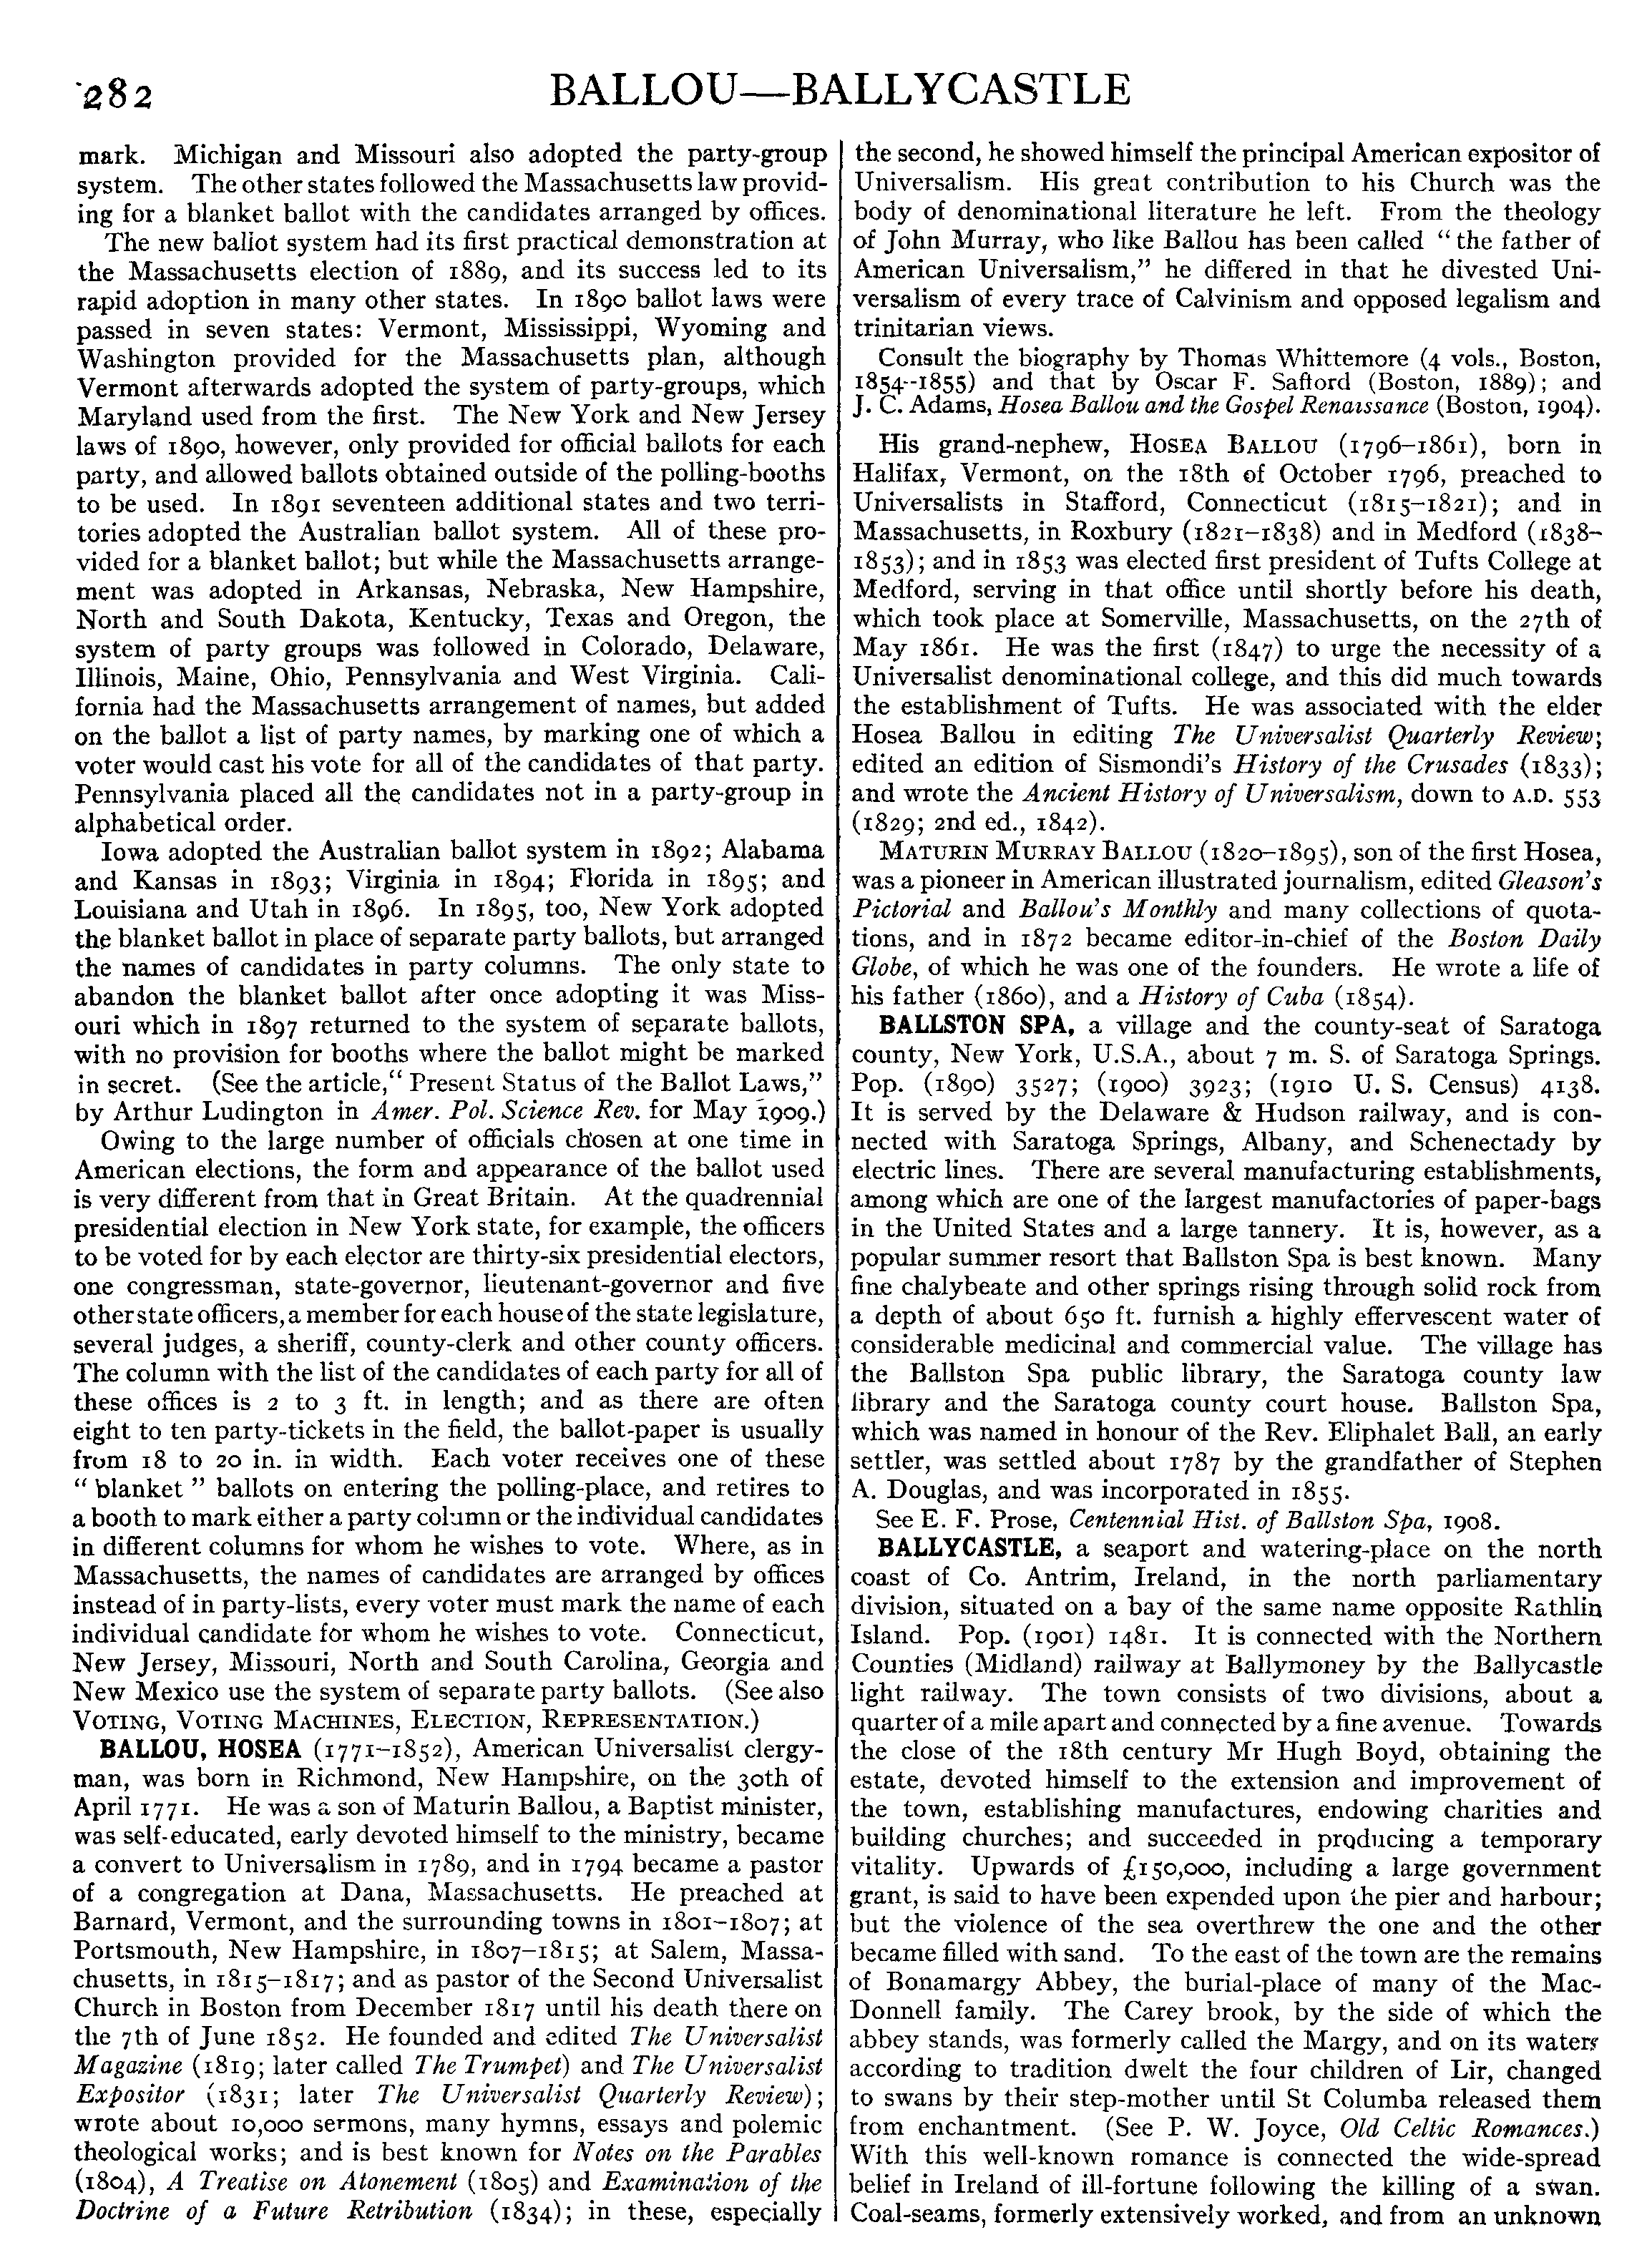 282
BALLOU—BALLYCASTLE
mark. Michigan and Missouri also adopted the party-group
system. The other states followed the Massachusetts law provid-
ing for a blanket ballot with the candidates arranged by offices.
The new ballot system had its first practical demonstration at
the Massachusetts election of 1889, and its success led to its
rapid adoption in many other states. In 1890 ballot laws were
passed in seven states: Vermont, Mississippi, Wyoming and
Washington provided for the Massachusetts plan, although
Vermont afterwards adopted the system of party-groups, which
Maryland used from the first. The New York and New Jersey
laws of 1890, however, only provided for official ballots for each
party, and allowed ballots obtained outside of the polling-booths
to be used. In 1891 seventeen additional states and two terri-
tories adopted the Australian ballot system. All of these pro-
vided for a blanket ballot; but while the Massachusetts arrange-
ment was adopted in Arkansas, Nebraska, New Hampshire,
North and South Dakota, Kentucky, Texas and Oregon, the
system of party groups was followed in Colorado, Delaware,
Illinois, Maine, Ohio, Pennsylvania and West Virginia. Cali-
fornia had the Massachusetts arrangement of names, but added
on the ballot a list of party names, by marking one of which a
voter would cast his vote for all of the candidates of that party.
Pennsylvania placed all the candidates not in a party-group in
alphabetical order.
Iowa adopted the Australian ballot system in 1892; Alabama
and Kansas in 1893; Virginia in 1894; Florida in 1895; and
Louisiana and Utah in 1896. In 1895, too, New York adopted
the blanket ballot in place of separate party ballots, but arranged
the names of candidates in party columns. The only state to
abandon the blanket ballot after once adopting it was Miss-
ouri which in 1897 returned to the system of separate ballots,
with no provision for booths where the ballot might be marked
in secret. (See the article, “ Present Status of the Ballot Laws,”
by Arthur Ludington in Amer. Pol. Science Rev. for May 1909.)
Owing to the large number of officials chosen at one time in
American elections, the form and appearance of the ballot used
is very different from that in Great Britain. At the quadrennial
presidential election in New York state, for example, the officers
to be voted for by each elector are thirty-six presidential electors,
one congressman, state-governor, lieutenant-governor and five
other state officers, a member for each house of the state legislature,
several judges, a sheriff, county-clerk and other county officers.
The column with the list of the candidates of each party for all of
these offices is 2 to 3 ft. in length; and as there are often
eight to ten party-tickets in the field, the ballot-paper is usually
from 18 to 20 in. in width. Each voter receives one of these
“ blanket ” ballots on entering the polling-place, and retires to
a booth to mark either a party column or the individual candidates
in different columns for whom he wishes to vote. Where, as in
Massachusetts, the names of candidates are arranged by offices
instead of in party-lists, every voter must mark the name of each
individual candidate for whom he wishes to vote. Connecticut,
New Jersey, Missouri, North and South Carolina, Georgia and
New Mexico use the system of separate party ballots. (See also
VOTING, VOTING MACHINES, ELECTION, REPRESENTATION.)
BALLOU, HOSEA (1771–1852), American Universalist clergy-
man, was born in Richmond, New Hampshire, on the 30th of
April 1771. He was a son of Maturin Ballou, a Baptist minister,
was self-educated, early devoted himself to the ministry, became
a convert to Universalism in 1789, and in 1794 became a pastor
of a congregation at Dana, Massachusetts. He preached at
Barnard, Vermont, and the surrounding towns in 1801–1807; at
Portsmouth, New Hampshire, in 1807–1815; at Salem, Massa-
chusetts, in 1815–1817; and as pastor of the Second Universalist
Church in Boston from December 1817 until his death there on
the 7th of June 1852. He founded and edited The Universalist
Magazine (1819; later called The Trumpet) and The Universalist
Expositor (1831; later The Universalist Quarterly Review);
wrote about 10,000 sermons, many hymns, essays and polemic
theological works; and is best known for Notes on the Parables
(1804), A Treatise on Atonement (1805) and Examination of the
Doctrine of a Future Retribution (1834); in these, especially
the second, he showed himself the principal American expositor of
Universalism. His great contribution to his Church was the
body of denominational literature he left. From the theology
of John Murray, who like Ballou has been called “ the father of
American Universalism,” he differed in that he divested Uni-
versalism of every trace of Calvinism and opposed legalism and
trinitarian views.
Consult the biography by Thomas Whittemore (4 vols., Boston,
1854–1855) and that by Oscar F. Safford (Boston, 1889); and
J. C. Adams, Hosea Ballou and the Gospel Renaissance (Boston, 1904).
His grand-nephew, HOSEA BALLOU (1796–1861), born in
Halifax, Vermont, on the 18th of October 1796, preached to
Universalists in Stafford, Connecticut (1815–1821); and in
Massachusetts, in Roxbury (1821–1838) and in Medford (1838–
1853); and in 1853 was elected first president of Tufts College at
Medford, serving in that office until shortly before his death,
which took place at Somerville, Massachusetts, on the 27th of
May 1861. He was the first (1847) to urge the necessity of a
Universalist denominational college, and this did much towards
the establishment of Tufts. He was associated with the elder
Hosea Ballou in editing The Universalist Quarterly Review;
edited an edition of Sismondi's History of the Crusades (1833);
and wrote the Ancient History of Universalism, down to A.D. 553
(1829; 2nd ed., 1842).
MATURIN MURRAY BALLOU (1820–1895), son of the first Hosea,
was a pioneer in American illustrated journalism, edited Gleason's
Pictorial and Ballou's Monthly and many collections of quota-
tions, and in 1872 became editor-in-chief of the Boston Daily
Globe, of which he was one of the founders. He wrote a life of
his father (1860), and a History of Cuba (1854).
BALLSTON SPA, a village and the county-seat of Saratoga
county, New York, U.S.A., about 7 m. S. of Saratoga Springs.
Pop. (1890) 3527; (1900) 3923; (1910 U. S. Census) 4138.
It is served by the Delaware & Hudson railway, and is con-
nected with Saratoga Springs, Albany, and Schenectady by
electric lines. There are several manufacturing establishments,
among which are one of the largest manufactories of paper-bags
in the United States and a large tannery. It is, however, as a
popular summer resort that Ballston Spa is best known. Many
fine chalybeate and other springs rising through solid rock from
a depth of about 650 ft. furnish a highly effervescent water of
considerable medicinal and commercial value. The village has
the Ballston Spa public library, the Saratoga county law
library and the Saratoga county court house. Ballston Spa,
which was named in honour of the Rev. Eliphalet Ball, an early
settler, was settled about 1787 by the grandfather of Stephen
A. Douglas, and was incorporated in 1855.
See E. F. Prose, Centennial Hist. of Ballston Spa, 1908.
BALLYCASTLE, a seaport and watering-place on the north
coast of Co. Antrim, Ireland, in the north parliamentary
division, situated on a bay of the same name opposite Rathlin
Island. Pop. (1901) 1481. It is connected with the Northern
Counties (Midland) railway at Ballymoney by the Ballycastle
light railway. The town consists of two divisions, about a
quarter of a mile apart and connected by a fine avenue. Towards
the close of the 18th century Mr Hugh Boyd, obtaining the
estate, devoted himself to the extension and improvement of
the town, establishing manufactures, endowing charities and
building churches; and succeeded in producing a temporary
vitality. Upwards of £150,000, including a large government
grant, is said to have been expended upon the pier and harbour;
but the violence of the sea overthrew the one and the other
became filled with sand. To the east of the town are the remains
of Bonamargy Abbey, the burial-place of many of the Mac-
Donnell family. The Carey brook, by the side of which the
abbey stands, was formerly called the Margy, and on its waters
according to tradition dwelt the four children of Lir, changed
to swans by their step-mother until St Columba released them
from enchantment. (See P. W. Joyce, Old Celtic Romances.)
With this well-known romance is connected the wide-spread
belief in Ireland of ill-fortune following the killing of a swan.
Coal-seams, formerly extensively worked, and from an unknown